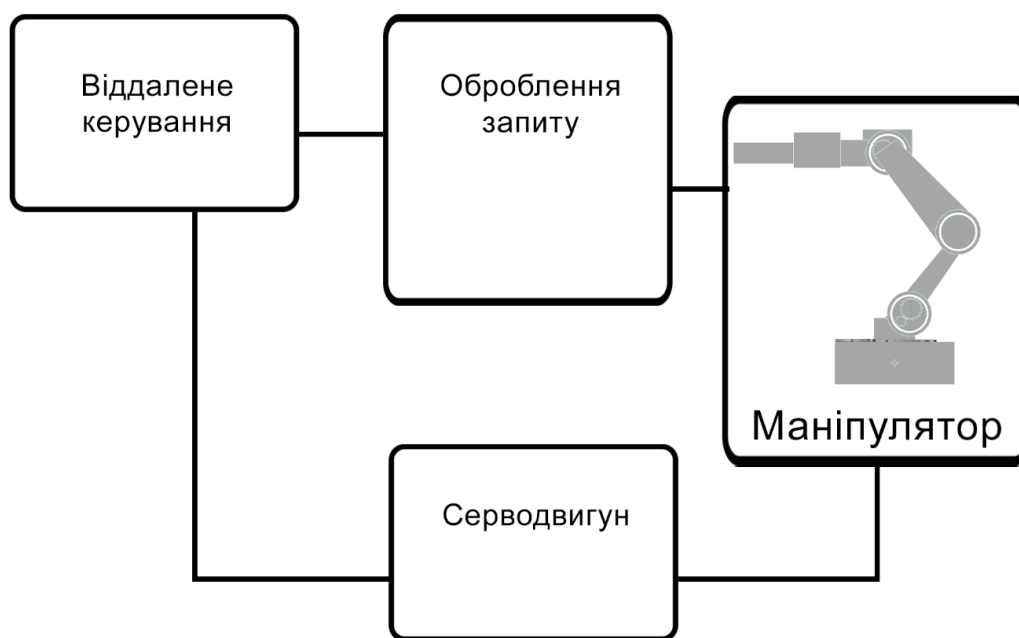 Віддалене
керування
Оброблення
запиту
Маніпулятор
Серводвигун